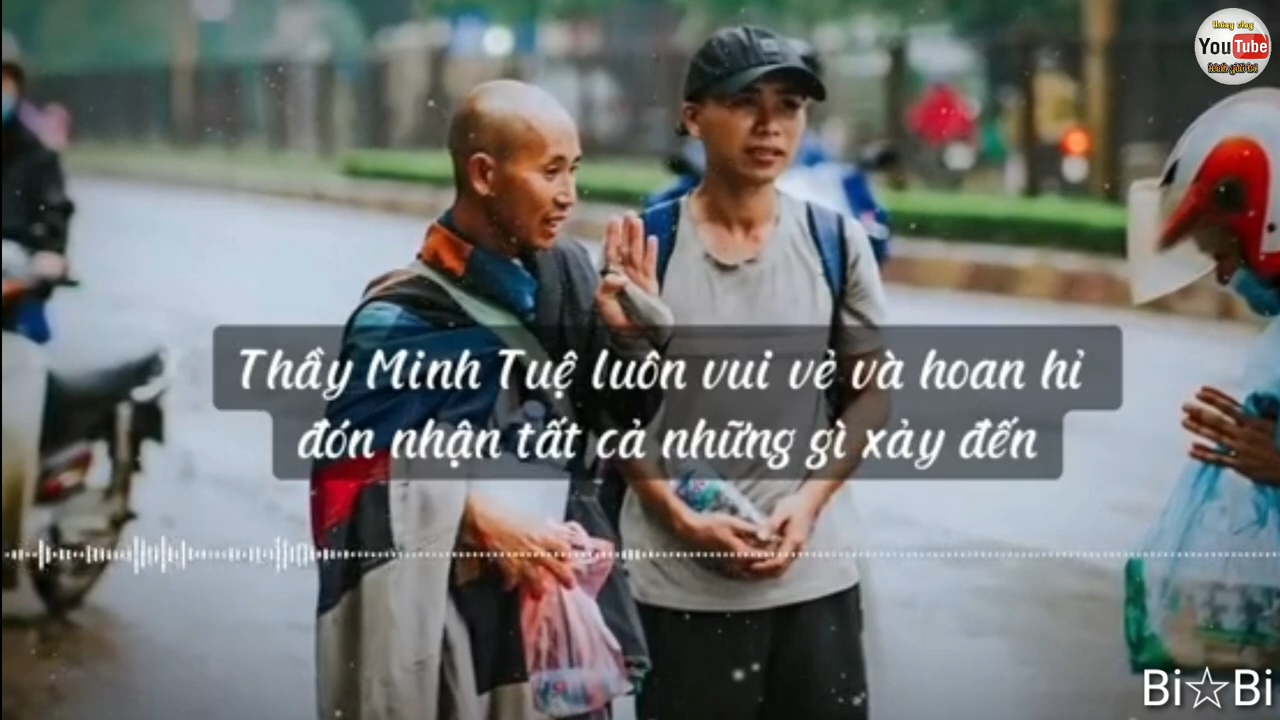 YouTube
Thầy Minh Tuệ luôn vui vẻ và hoan hỉ
đón nhận tất cả những gì xảy đến
Bi☆Bi